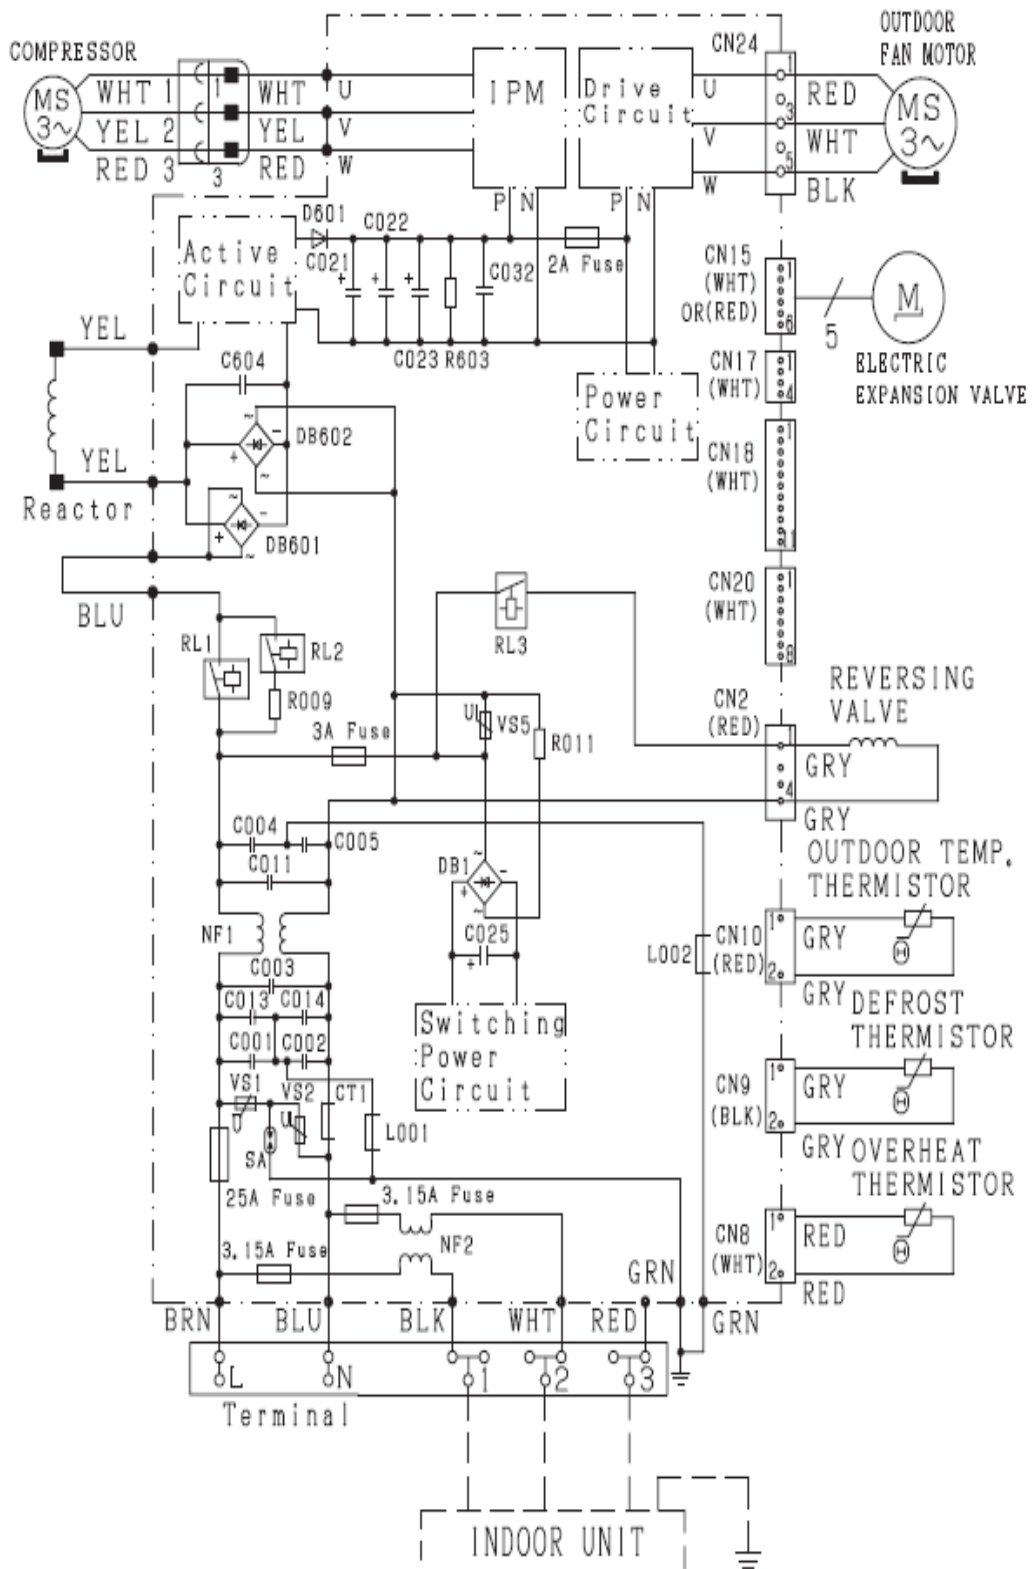 COMPRESSOR
MS
3~
WHT 1
YEL 2
RED 3
1
3
WHT
YEL
RED
U
V
W
IPM
P N
Drive
Circuit
P N
U
V
W
CN24
1
3
5
RED
WHT
BLK
OUTDOOR
FAN MOTOR
MS
3~
Active
Circuit
D601
C021
C022
C023
R603
C032
2A Fuse
CN15
(WHT)
OR(RED)
1
6
5
M
ELECTRIC
EXPANSION VALVE
YEL
YEL
Reactor
C604
DB602
~
-
+
~
DB601
~
-
+
~
Power
Circuit
CN17
(WHT)
1
4
CN18
(WHT)
1
11
CN20
(WHT)
1
8
BLU
RL1
RL2
R009
RL3
3A Fuse
U
VS5
R011
CN2
(RED)
1
4
REVERSING
VALVE
GRY
GRY
C004
C005
C011
NF1
C003
C013
C014
C001
C002
DB1
~
-
+
~
C025
+
Switching
Power
Circuit
L002
CN10
(RED)
1
2
OUTDOOR TEMP.
THERMISTOR
GRY
GRY
Θ
CN9
(BLK)
1
2
DEFROST
THERMISTOR
GRY
GRY
Θ
CN8
(WHT)
1
2
OVERHEAT
THERMISTOR
RED
RED
Θ
VS1
U
VS2
U
CT1
SA
L001
25A Fuse
3.15A Fuse
3.15A Fuse
NF2
BRN
BLU
BLK
WHT
RED
GRN
GRN
L
N
1
2
3
Terminal
INDOOR UNIT